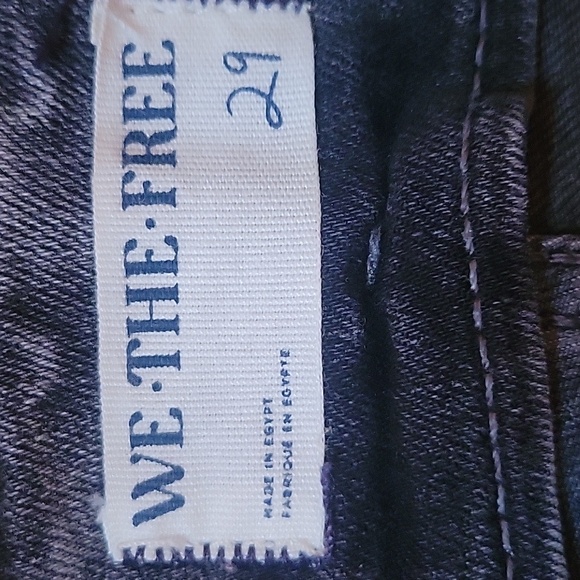 WE·THE·FREE
29
MADE IN EGYPT
FABRIQUE EN EGYPTE